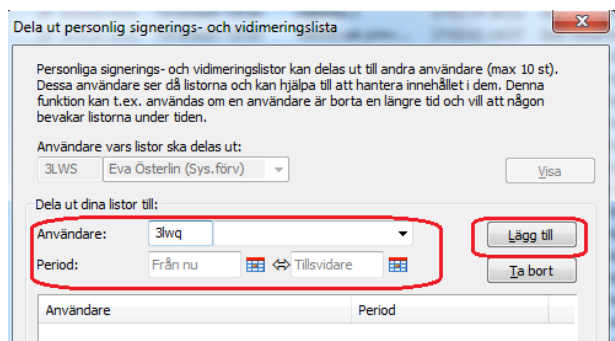 Dela ut personlig signerings- och vidimeringslista
Personliga signerings- och vidimeringslistor kan delas ut till andra användare (max 10 st).
Dessa användare ser då listorna och kan hjälpa till att hantera innehållet i dem. Denna
funktion kan t.ex. användas om en användare är borta en längre tid och vill att någon
bevakar listorna under tiden.
Användare vars listor ska delas ut:
3LWS Eva Österlin (Sys.förv) Visa
Dela ut dina listor till:
Användare: 3lwq Lägg till
Period: Från nu Tillsvidare Ta bort
Användare Period